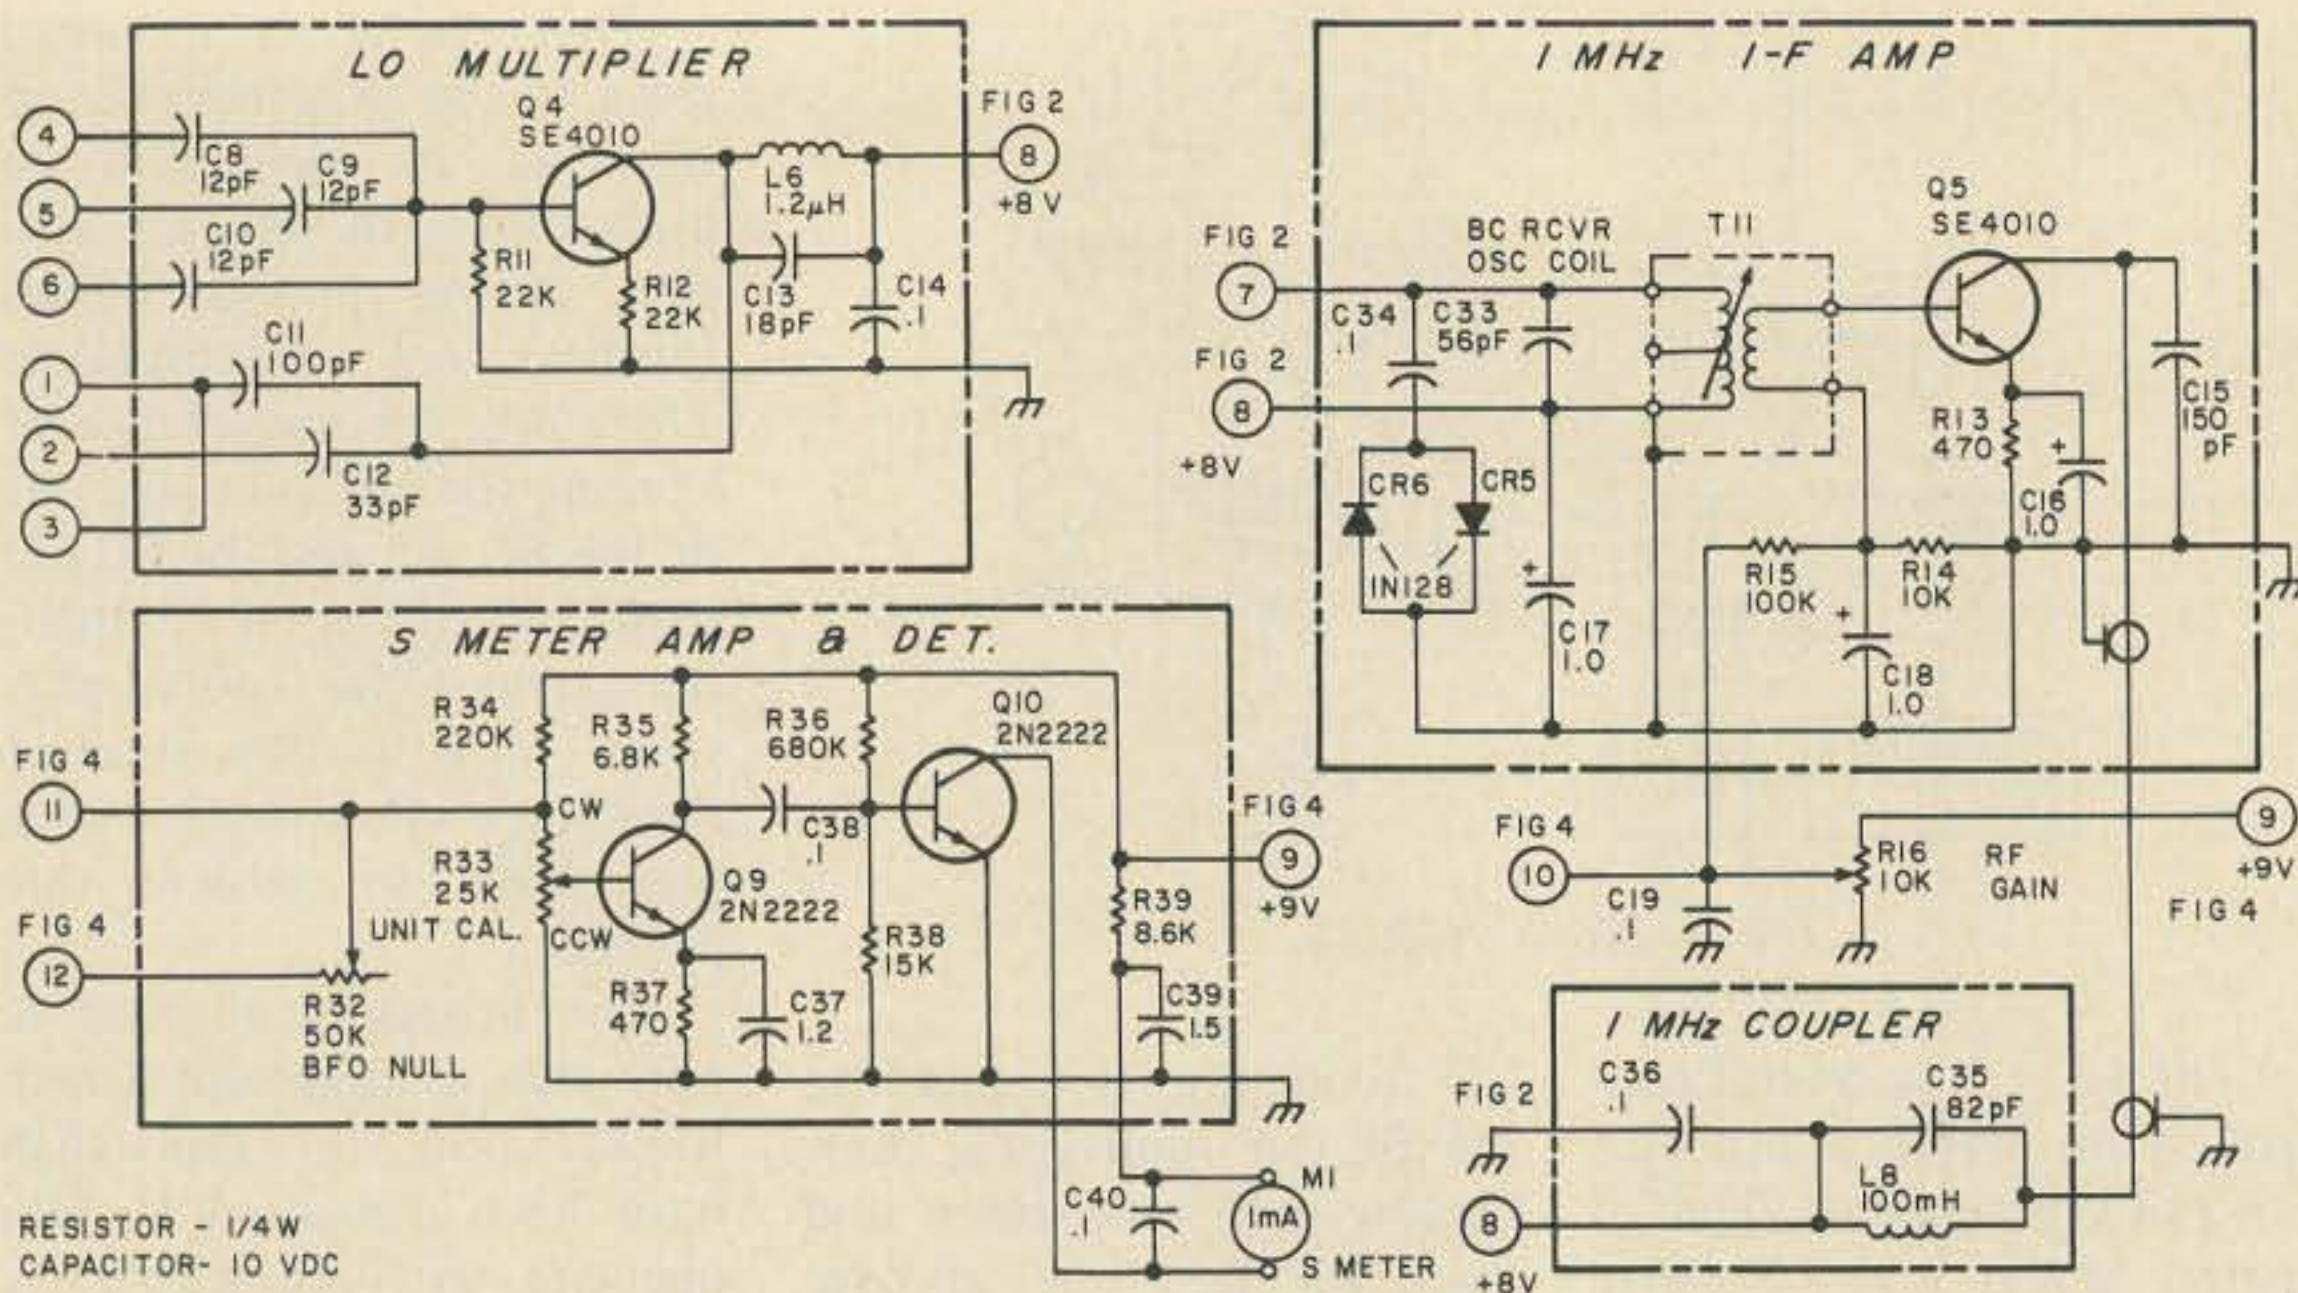 LO MULTIPLIER
4
5
6
1
2
3
C8
12pF
C9
12pF
C10
12pF
C11
100pF
C12
33pF
Q4
SE4010
R11
22K
R12
22K
L6
1.2µH
C13
18pF
C14
.1
FIG 2
8
+8V
1 MHz I-F AMP
FIG 2
7
FIG 2
8
+8V
C34
.1
C33
56pF
BC RCVR
OSC COIL
T11
Q5
SE4010
CR6
CR5
1N128
+
C17
1.0
R13
470
+
C16
1.0
C15
150
pF
R15
100K
R14
10K
+
C18
1.0
S METER AMP & DET.
FIG 4
11
FIG 4
12
R34
220K
R35
6.8K
R36
680K
Q10
2N2222
CW
R33
25K
UNIT CAL.
CCW
C38
.1
Q9
2N2222
R32
50K
BFO NULL
R37
470
C37
1.2
R38
15K
FIG 4
9
+9V
R39
8.6K
C39
1.5
C40
.1
M1
1mA
S METER
FIG 4
10
C19
.1
R16
10K
RF
GAIN
9
+9V
FIG 4
1 MHz COUPLER
FIG 2
C36
.1
C35
82pF
L8
100mH
8
+8V
RESISTOR - 1/4W
CAPACITOR- 10 VDC